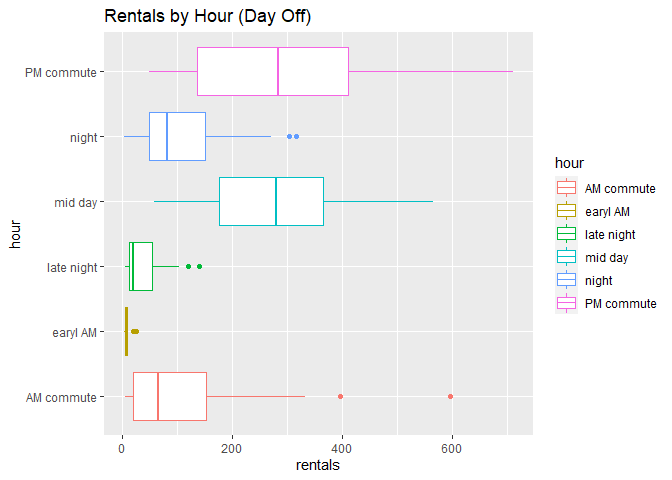 Rentals by Hour (Day Off)
hour
PM commute
night
mid day
late night
earyl AM
AM commute
0
200
400
600
rentals
hour
AM commute
earyl AM
late night
mid day
night
PM commute